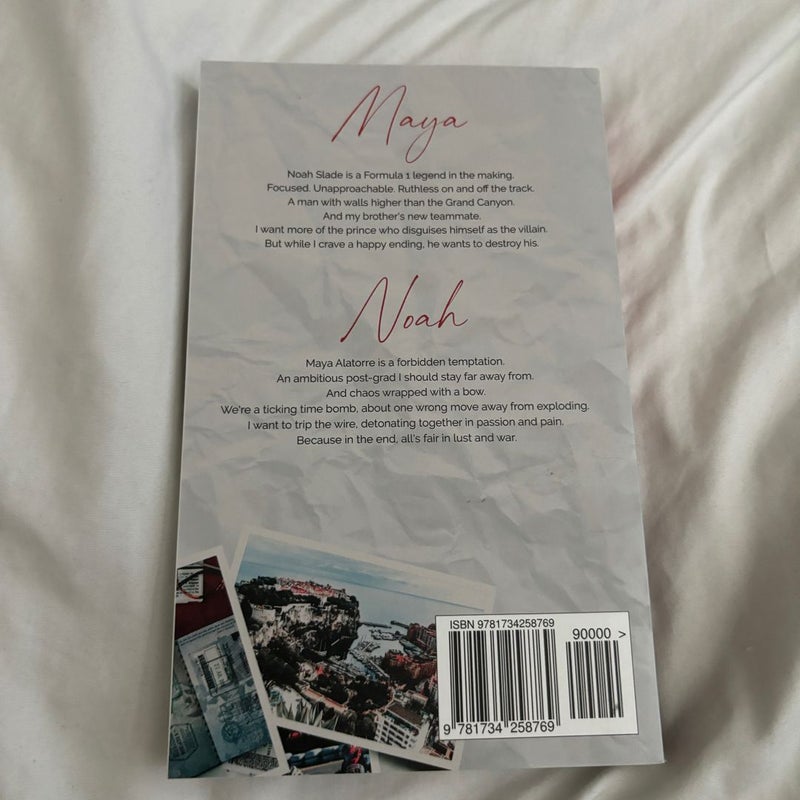 Maya
Noah Slade is a Formula 1 legend in the making.
Focused. Unapproachable. Ruthless on and off the track.
A man with walls higher than the Grand Canyon.
And my brother's new teammate.
I want more of the prince who disguises himself as the villain.
But while I crave a happy ending, he wants to destroy his.
Noah
Maya Alatorre is a forbidden temptation.
An ambitious post-grad I should stay far away from.
And chaos wrapped with a bow.
We're a ticking time bomb, about one wrong move away from exploding.
I want to trip the wire, detonating together in passion and pain.
Because in the end, all's fair in lust and war.
ISBN 9781734258769
90000 >
9 781734 258769